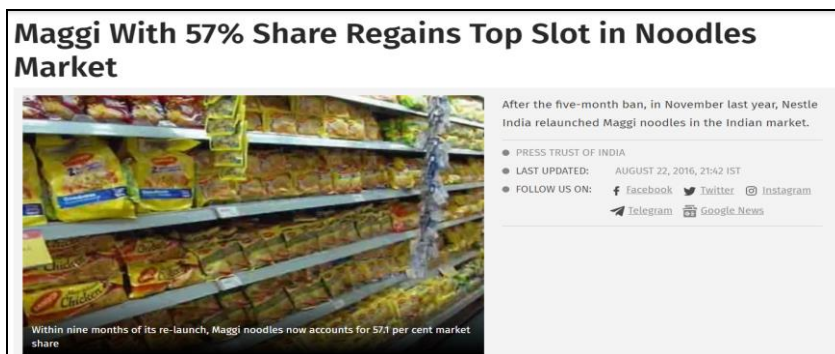 Maggi With 57% Share Regains Top Slot in Noodles
Market
After the five-month ban, in November last year, Nestle
India relaunched Maggi noodles in the Indian market.
PRESS TRUST OF INDIA
LAST UPDATED: AUGUST 22, 2016, 21:42 IST
FOLLOW US ON: Facebook Twitter Instagram
Telegram Google News
Chicken
Within nine months of its re-launch, Maggi noodles now accounts for 57.1 per cent market
share